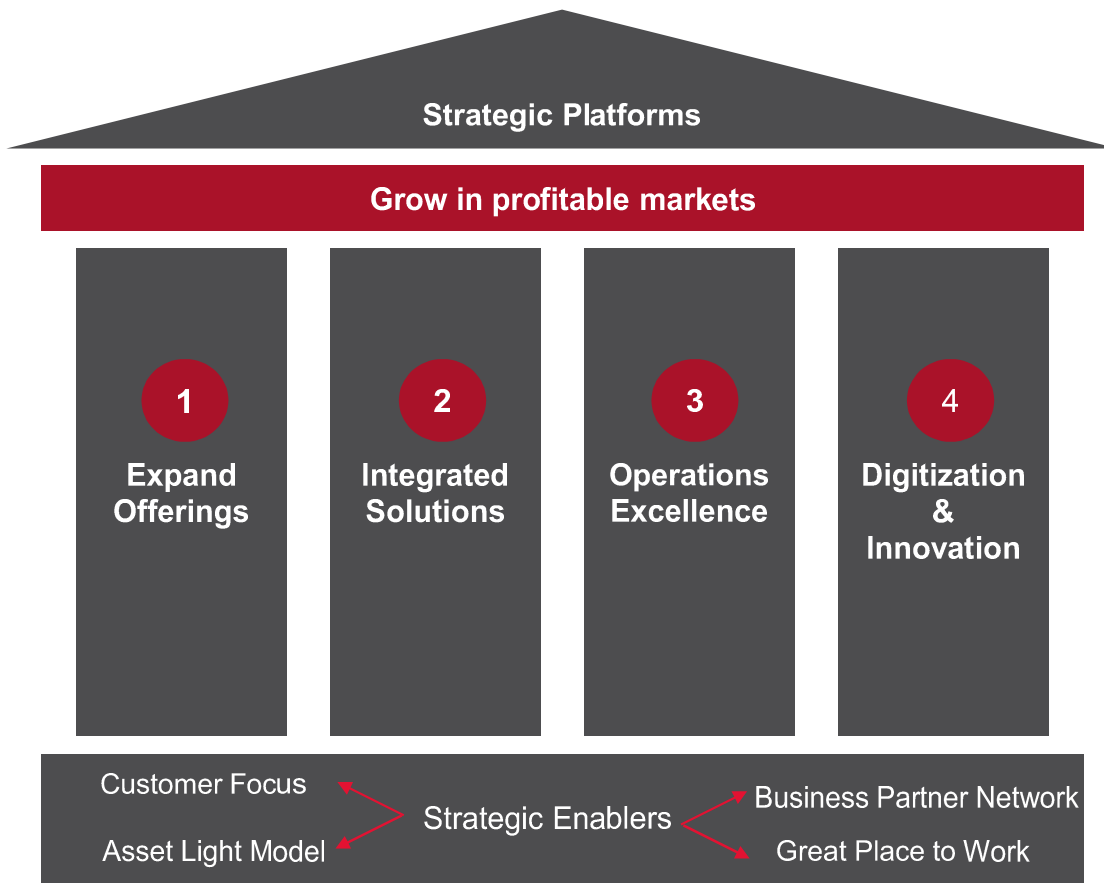 Strategic Platforms
Grow in profitable markets
1
Expand
Offerings
2
Integrated
Solutions
3
Operations
Excellence
4
Digitization
&
Innovation
Customer Focus
Asset Light Model
Strategic Enablers
Business Partner Network
Great Place to Work